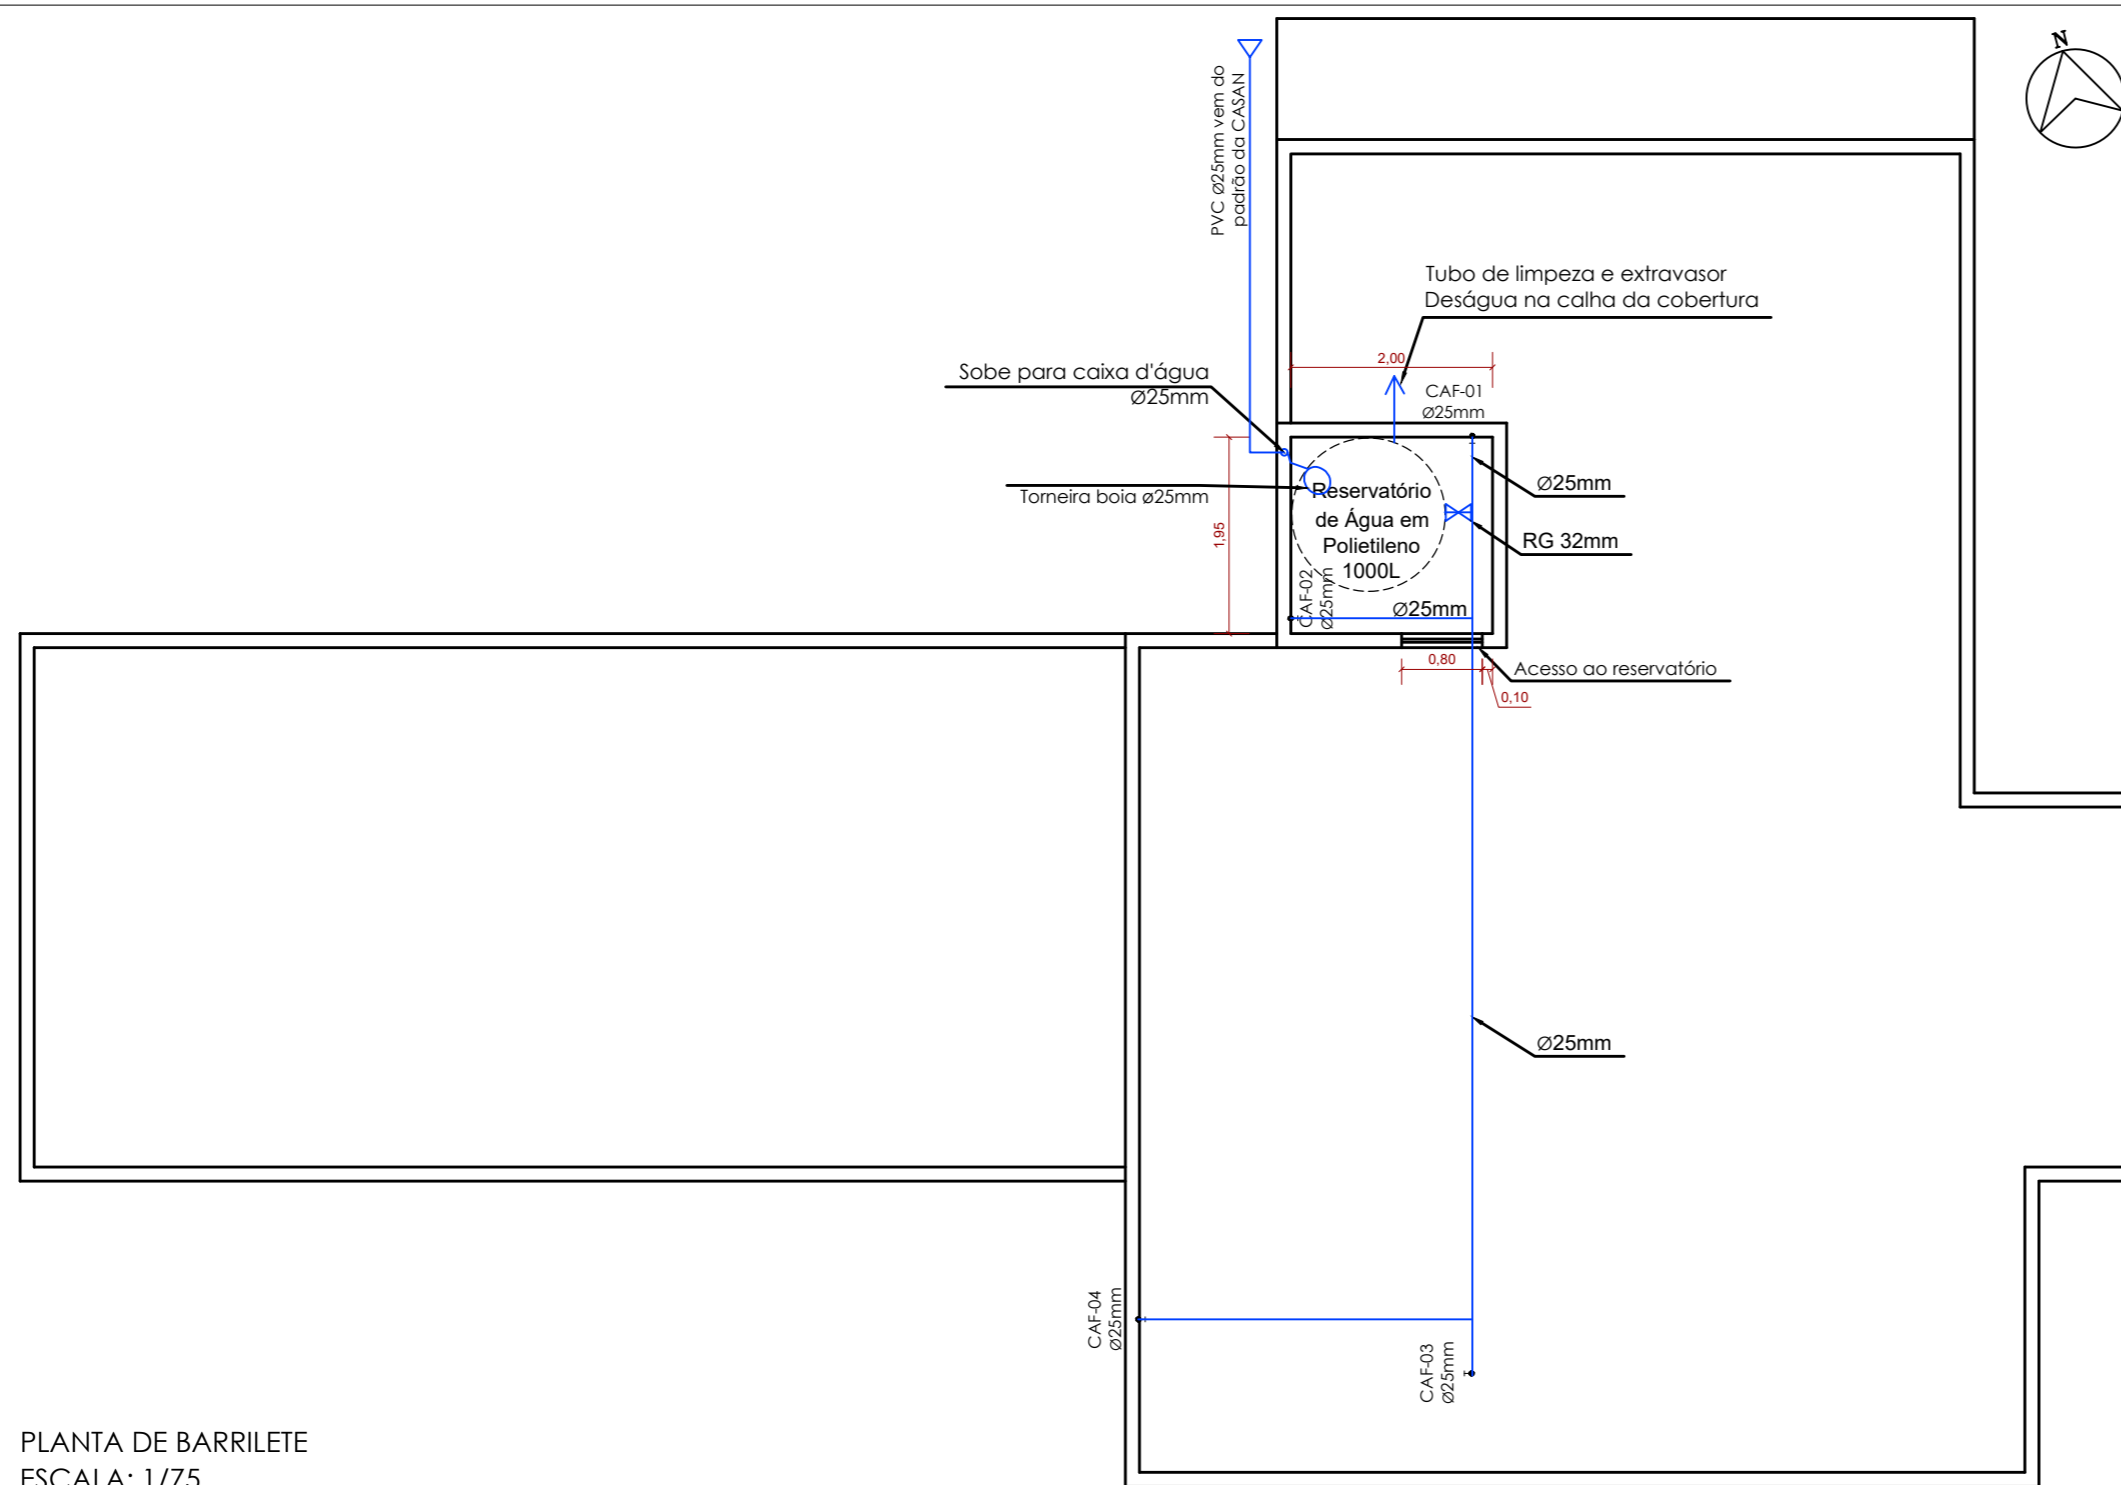 N
PVC Ø25mm vem do
padrão da CASAN
Tubo de limpeza e extravasor
Deságua na calha da cobertura
Sobe para caixa d'água
Ø25mm
2,00
CAF-01
Ø25mm
Torneira boia ø25mm
1,95
Reservatório
de Água em
Polietileno
1000L
Ø25mm
RG 32mm
CAF-02
Ø25mm
Ø25mm
0,80
Acesso ao reservatório
0,10
Ø25mm
CAF-04
Ø25mm
CAF-03
Ø25mm
PLANTA DE BARRILETE
ESCALA: 1/75